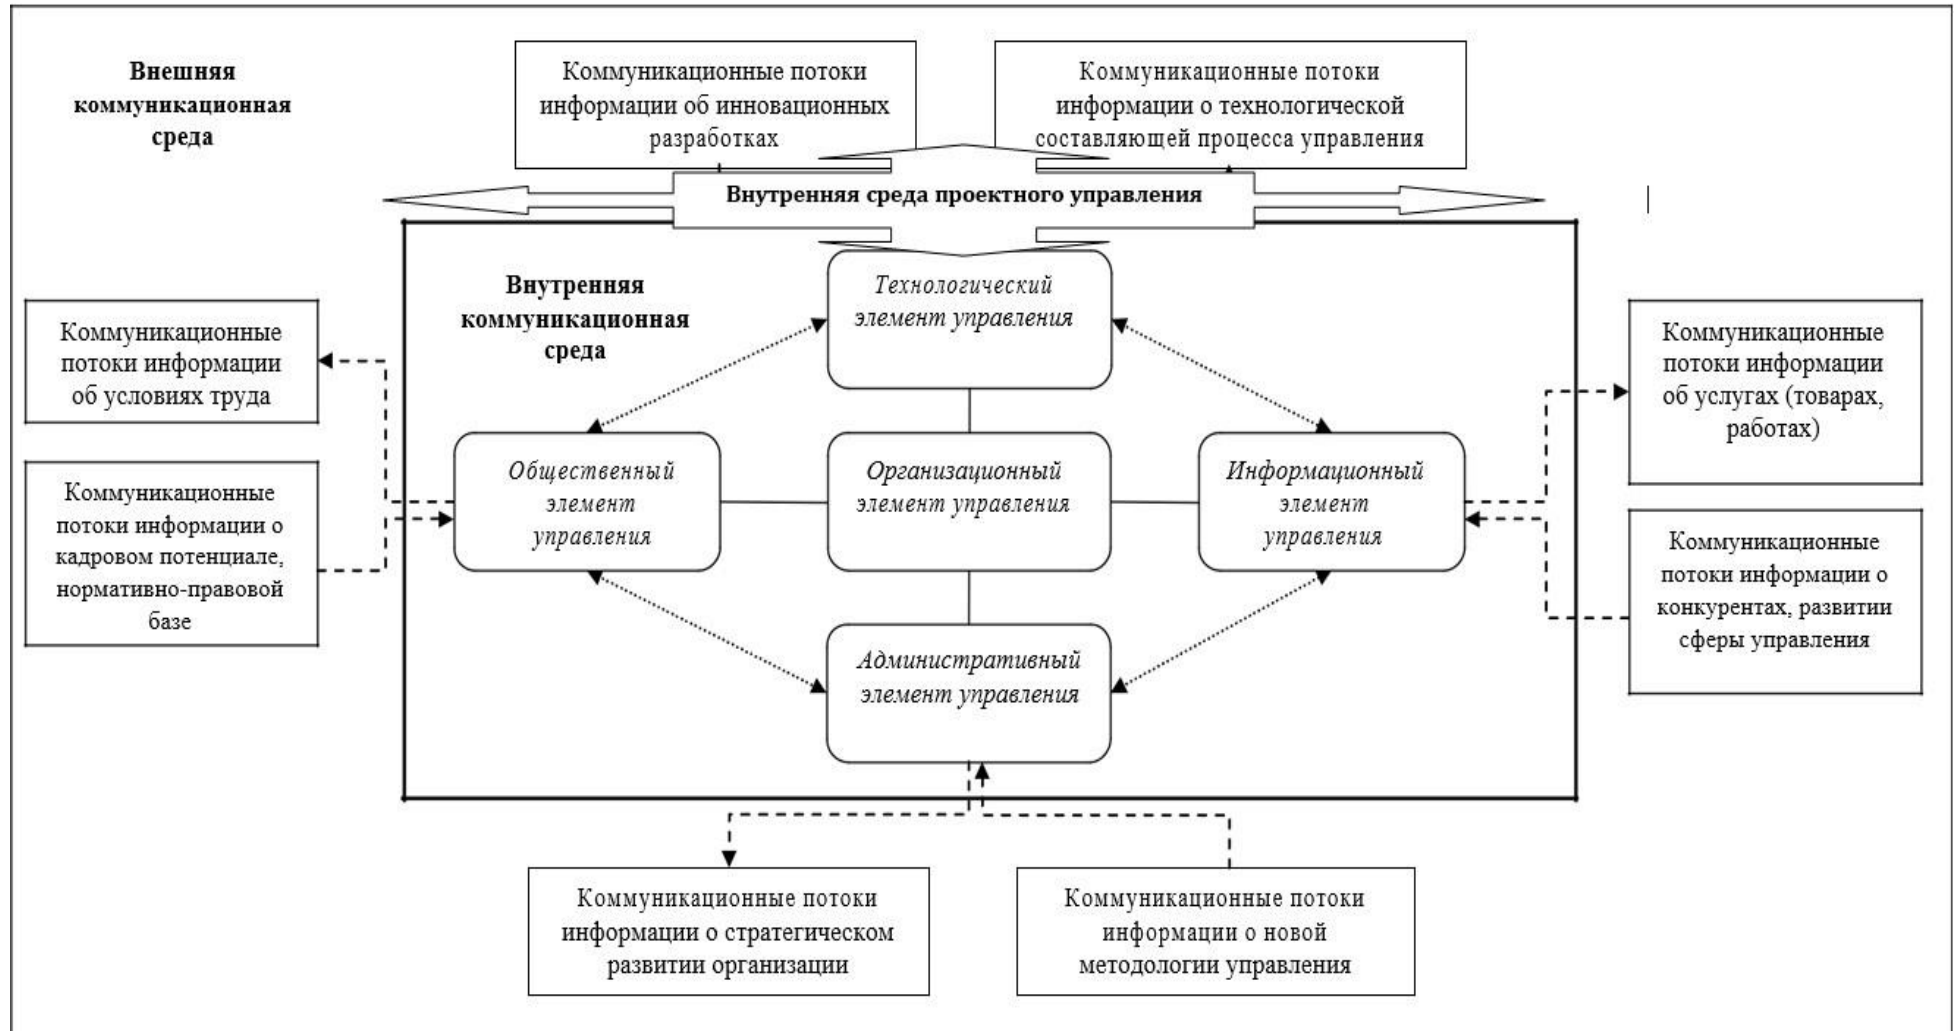 Внешняя
коммуникационная
среда
Коммуникационные потоки
информации об инновационных
разработках
Коммуникационные потоки
информации о технологической
составляющей процесса управления
Внутренняя среда проектного управления
Внутренняя
коммуникационная
среда
Технологический
элемент управления
Коммуникационные
потоки информации
об условиях труда
Коммуникационные
потоки информации
об услугах (товарах,
работах)
Общественный
элемент
управления
Организационный
элемент управления
Информационный
элемент
управления
Коммуникационные
потоки информации о
кадровом потенциале,
нормативно-правовой
базе
Коммуникационные
потоки информации о
конкурентах, развитии
сферы управления
Административный
элемент управления
Коммуникационные потоки
информации о стратегическом
развитии организации
Коммуникационные потоки
информации о новой
методологии управления